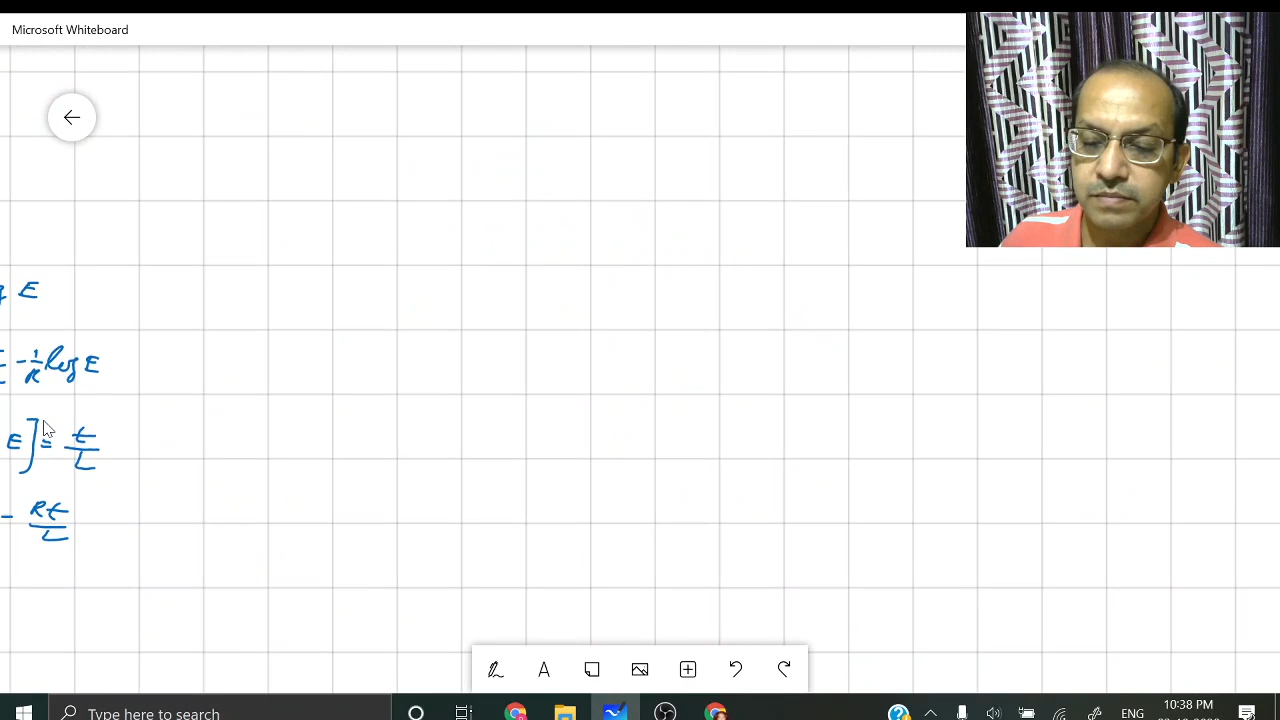 Microsoft Whiteboard
E
- 1/R log E
E ] = t/L
- Rt/L
A
Type here to search
ENG
10:38 PM